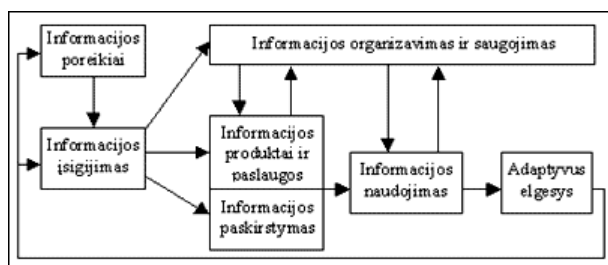 Informacijos
poreikiai
Informacijos organizavimas ir saugojimas
Informacijos
įsigijimas
Informacijos
produktai ir
paslaugos
Informacijos
paskirstymas
Informacijos
naudojimas
Adaptyvus
elgesys